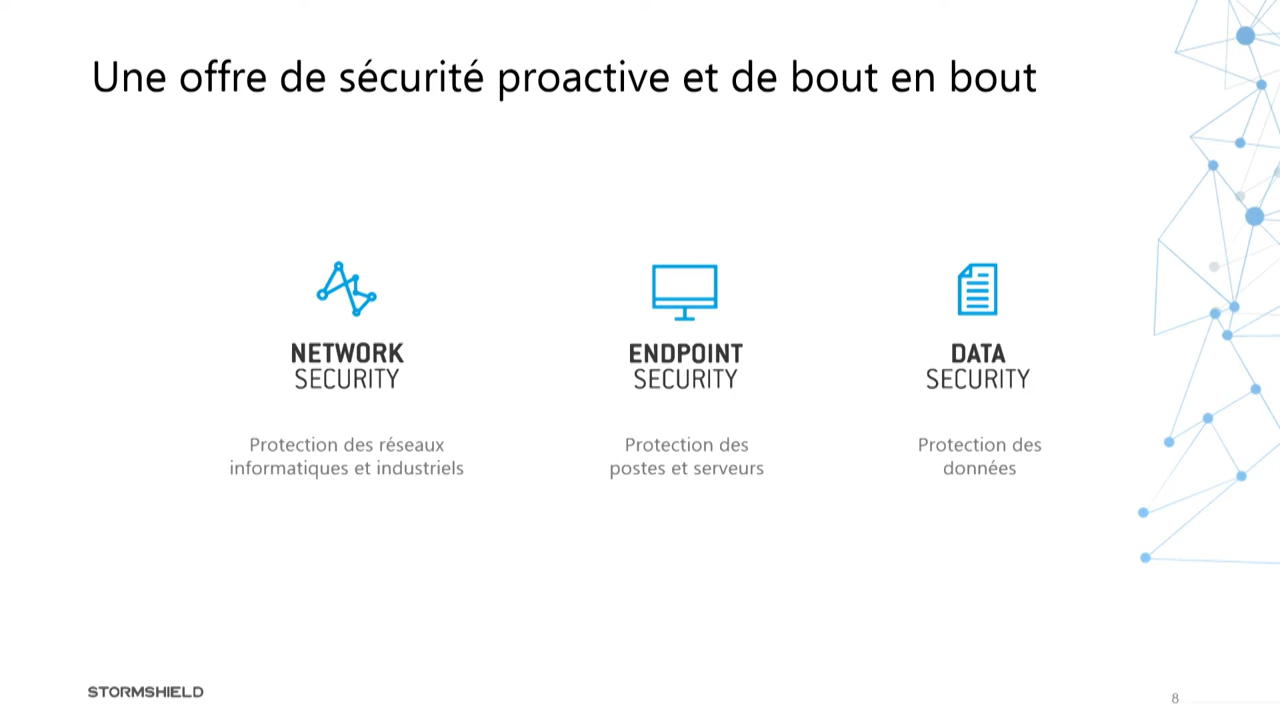 Une offre de sécurité proactive et de bout en bout
NETWORK
SECURITY
Protection des réseaux
informatiques et industriels
ENDPOINT
SECURITY
Protection des
postes et serveurs
DATA
SECURITY
Protection des
données
STORMSHIELD
8